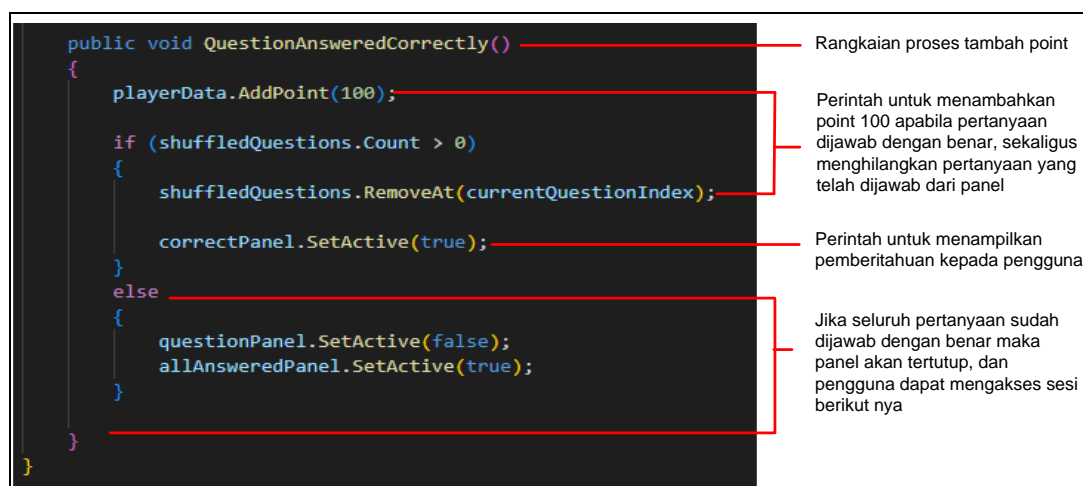 public void QuestionAnsweredCorrectly()
{
playerData.AddPoint(100);
if (shuffledQuestions.Count > 0)
{
shuffledQuestions.RemoveAt(currentQuestionIndex);
correctPanel.SetActive(true);
}
else
{
questionPanel.SetActive(false);
allAnsweredPanel.SetActive(true);
}
}
}
Rangkaian proses tambah point
Perintah untuk menambahkan
point 100 apabila pertanyaan
dijawab dengan benar, sekaligus
menghilangkan pertanyaan yang
telah dijawab dari panel
Perintah untuk menampilkan
pemberitahuan kepada pengguna
Jika seluruh pertanyaan sudah
dijawab dengan benar maka
panel akan tertutup, dan
pengguna dapat mengakses sesi
berikut nya